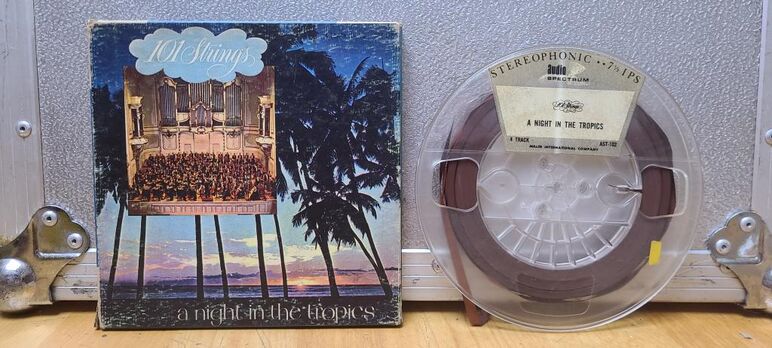 101 Strings
a night in the tropics
STEREOPHONIC •• 7½ IPS
audio
SPECTRUM
101 Strings
A NIGHT IN THE TROPICS
4 TRACK
AST-102
INTERNATIONAL COMPANY